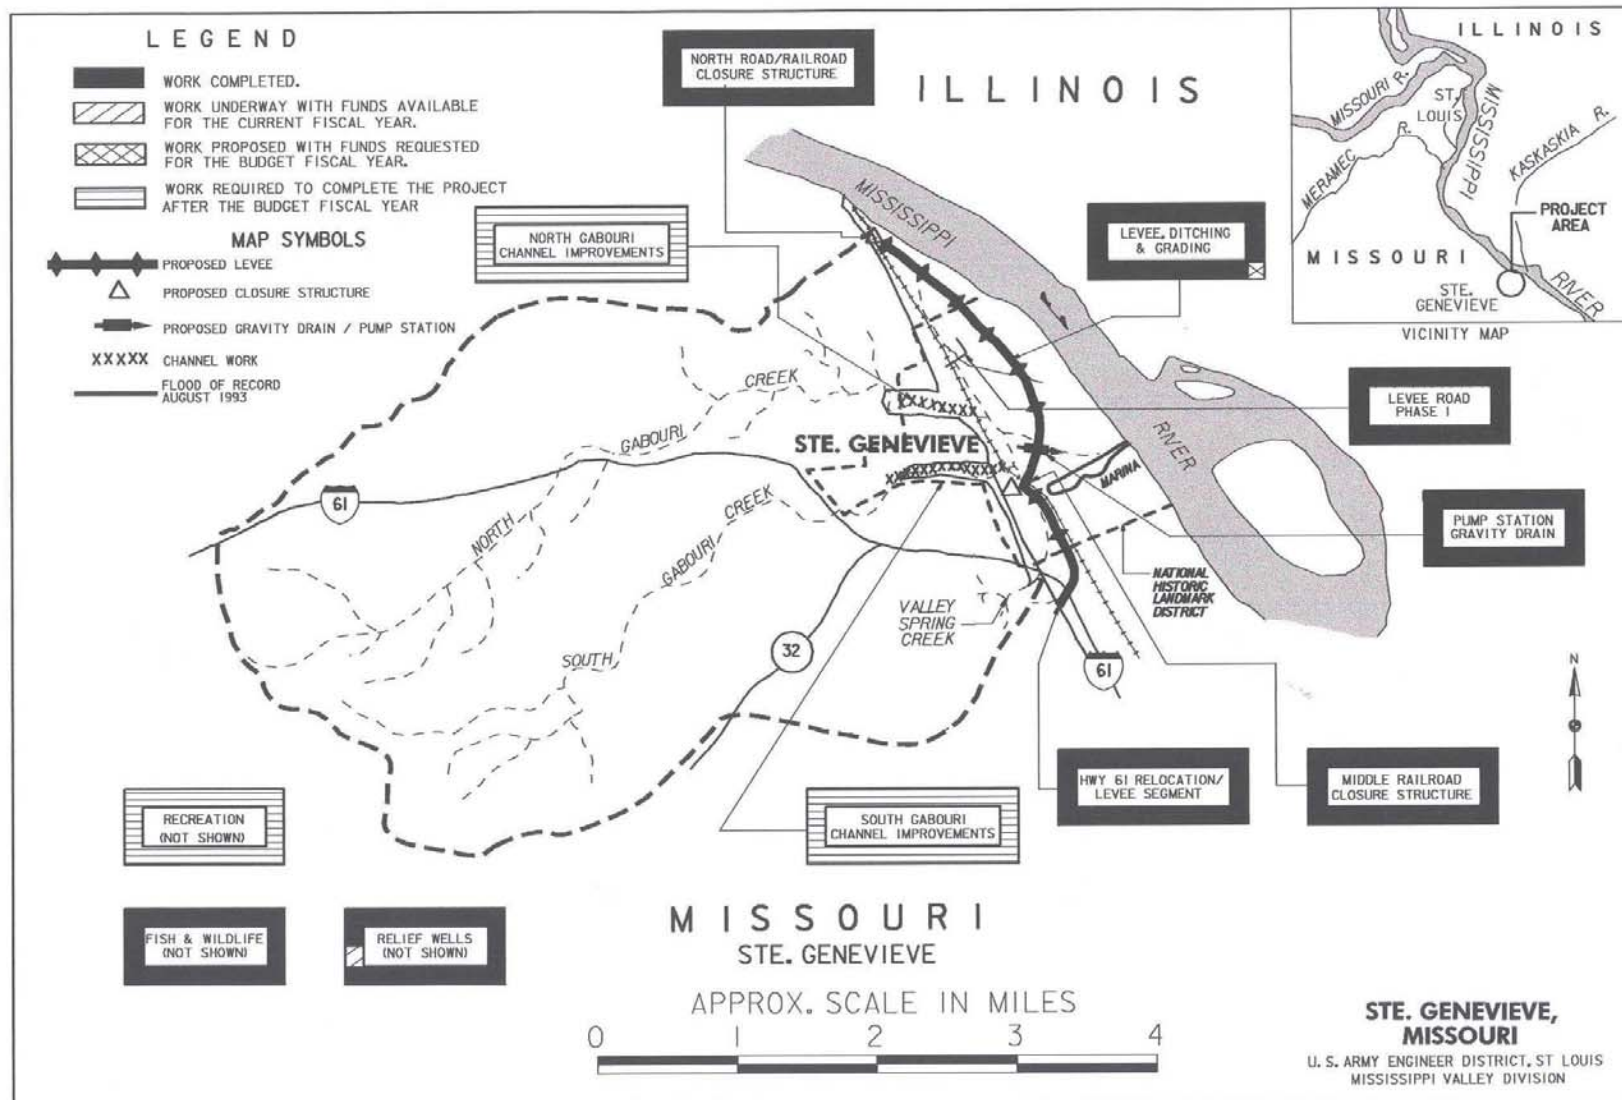 LEGEND
WORK COMPLETED.
WORK UNDERWAY WITH FUNDS AVAILABLE
FOR THE CURRENT FISCAL YEAR.
WORK PROPOSED WITH FUNDS REQUESTED
FOR THE BUDGET FISCAL YEAR.
WORK REQUIRED TO COMPLETE THE PROJECT
AFTER THE BUDGET FISCAL YEAR
MAP SYMBOLS
PROPOSED LEVEE
PROPOSED CLOSURE STRUCTURE
PROPOSED GRAVITY DRAIN / PUMP STATION
XXXXX CHANNEL WORK
FLOOD OF RECORD
AUGUST 1993
NORTH ROAD/RAILROAD
CLOSURE STRUCTURE
ILLINOIS
NORTH GABOURI
CHANNEL IMPROVEMENTS
LEVEE, DITCHING
& GRADING
LEVEE ROAD
PHASE I
PUMP STATION
GRAVITY DRAIN
MIDDLE RAILROAD
CLOSURE STRUCTURE
HWY 61 RELOCATION/
LEVEE SEGMENT
SOUTH GABOURI
CHANNEL IMPROVEMENTS
RECREATION
(NOT SHOWN)
FISH & WILDLIFE
(NOT SHOWN)
RELIEF WELLS
(NOT SHOWN)
MISSISSIPPI
RIVER
MARINA
STE. GENEVIEVE
XXXXXXXX
XXXXXXXXXXXXX
NORTH
GABOURI
CREEK
SOUTH
GABOURI
CREEK
61
32
61
VALLEY
SPRING
CREEK
NATIONAL
HISTORIC
LANDMARK
DISTRICT
N
ILLINOIS
MISSOURI R.
ST.
LOUIS
MISSISSIPPI
RIVER
MERAMEC R.
KASKASKIA R.
PROJECT
AREA
MISSOURI
STE.
GENEVIEVE
VICINITY MAP
MISSOURI
STE. GENEVIEVE
APPROX. SCALE IN MILES
0 1 2 3 4
STE. GENEVIEVE,
MISSOURI
U.S. ARMY ENGINEER DISTRICT, ST LOUIS
MISSISSIPPI VALLEY DIVISION